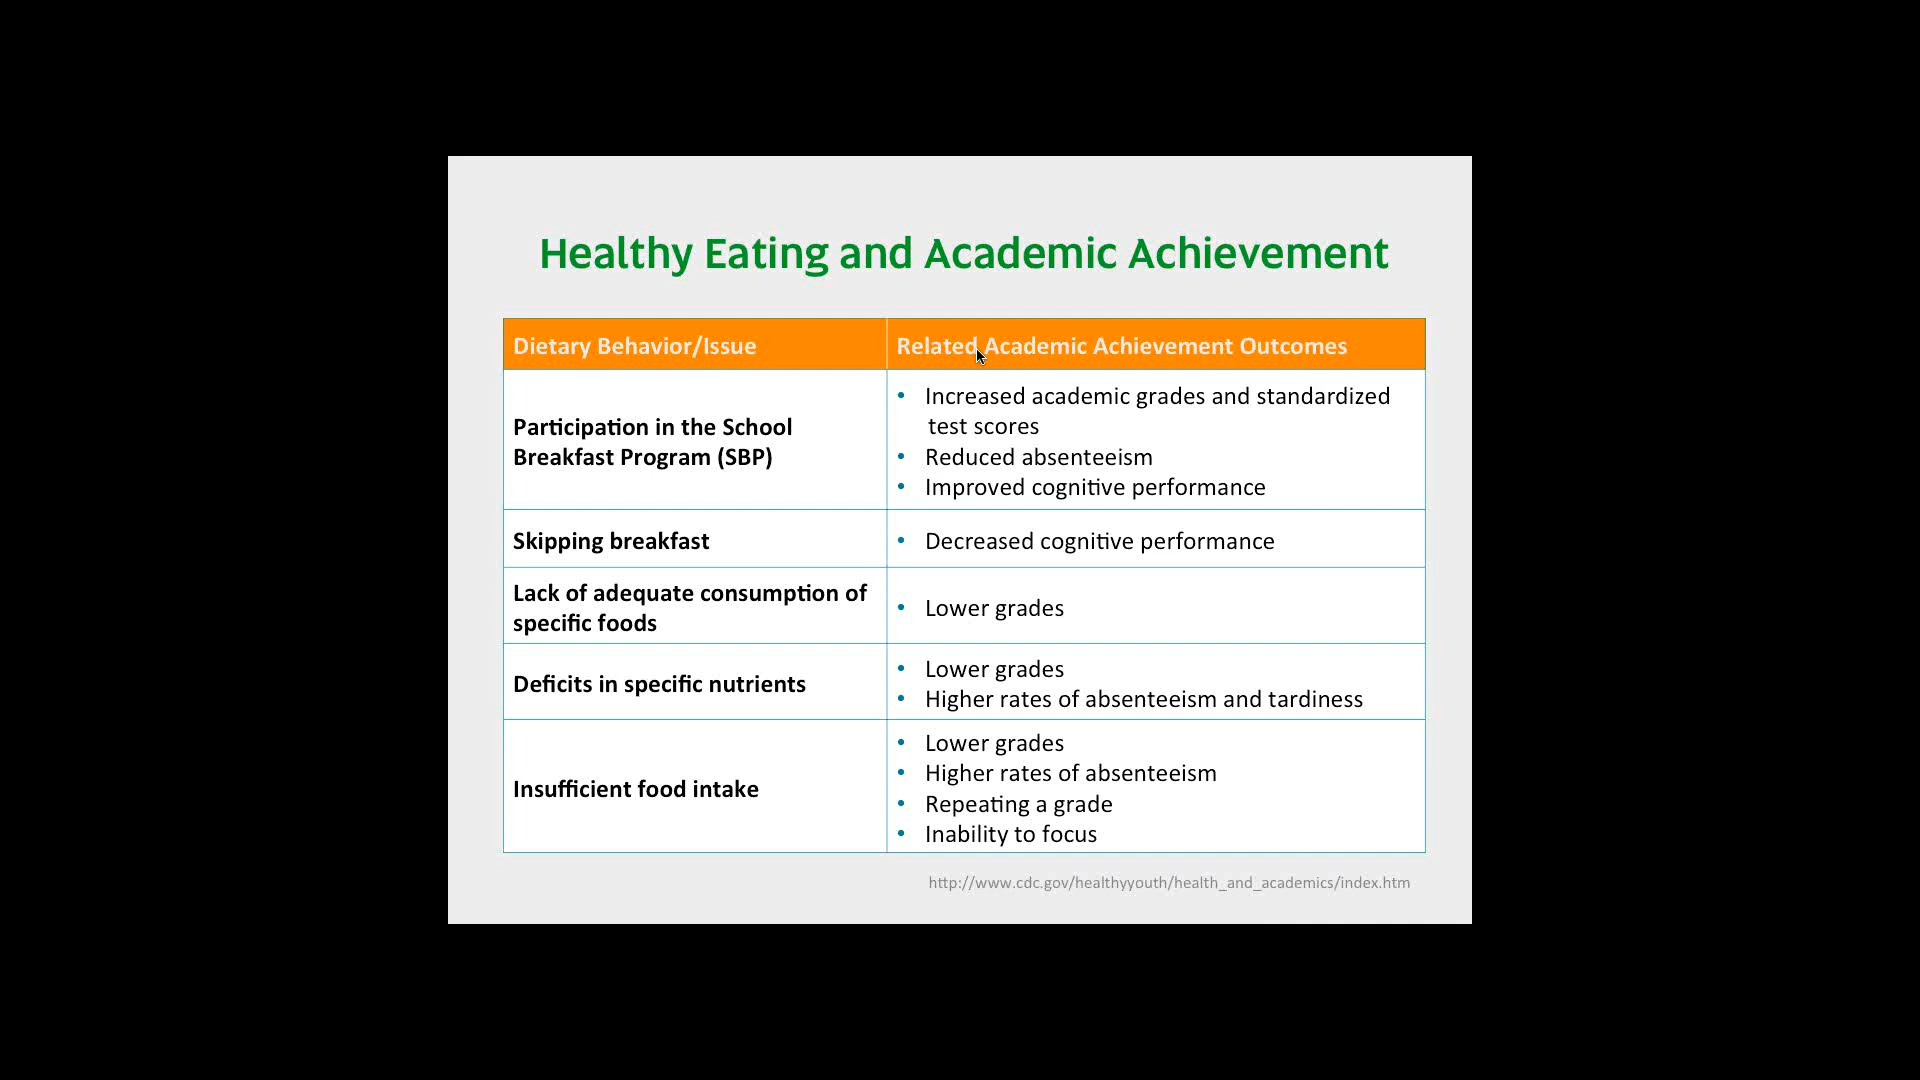 Healthy Eating and Academic Achievement
Dietary Behavior/Issue
Related Academic Achievement Outcomes
Participation in the School
Breakfast Program (SBP)
• Increased academic grades and standardized
test scores
• Reduced absenteeism
• Improved cognitive performance
Skipping breakfast
• Decreased cognitive performance
Lack of adequate consumption of
specific foods
• Lower grades
Deficits in specific nutrients
• Lower grades
• Higher rates of absenteeism and tardiness
Insufficient food intake
• Lower grades
• Higher rates of absenteeism
• Repeating a grade
• Inability to focus
http://www.cdc.gov/healthyyouth/health_and_academics/index.htm